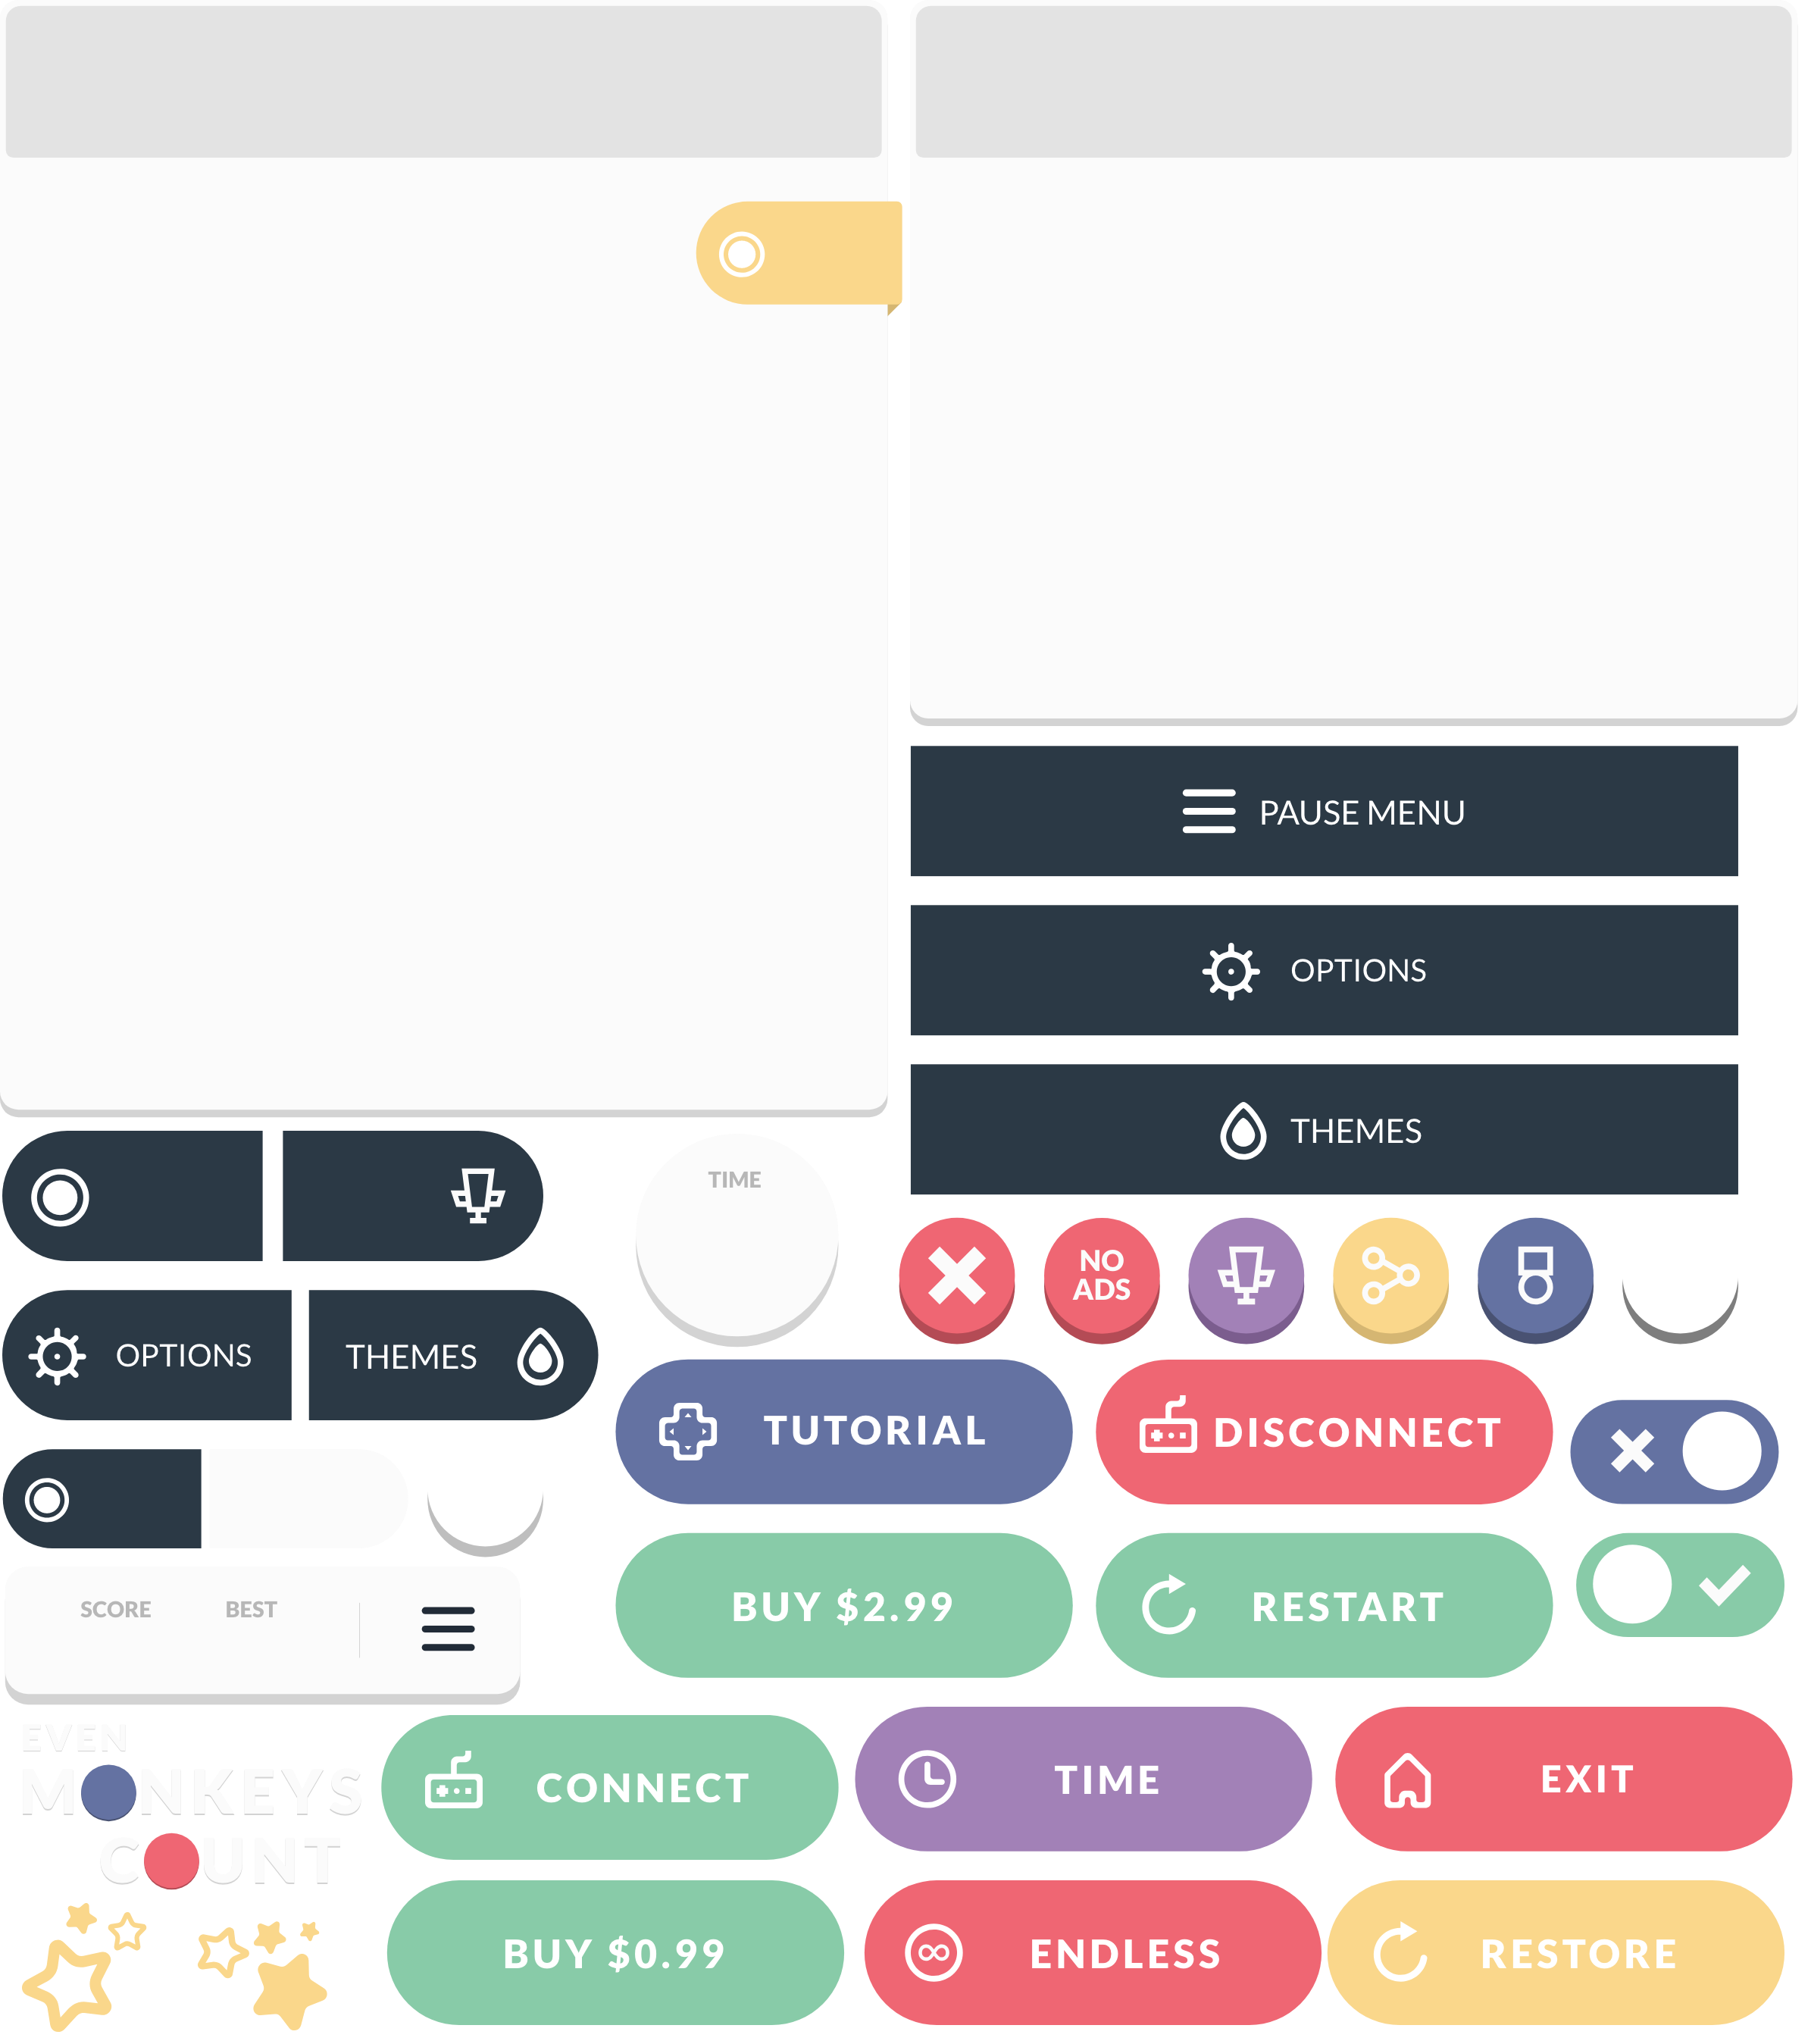 PAUSE MENU
OPTIONS
THEMES
TIME
NO
ADS
OPTIONS
THEMES
TUTORIAL
DISCONNECT
SCORE
BEST
BUY $2.99
RESTART
EVEN
MONKEYS
COUNT
CONNECT
TIME
EXIT
BUY $0.99
ENDLESS
RESTORE